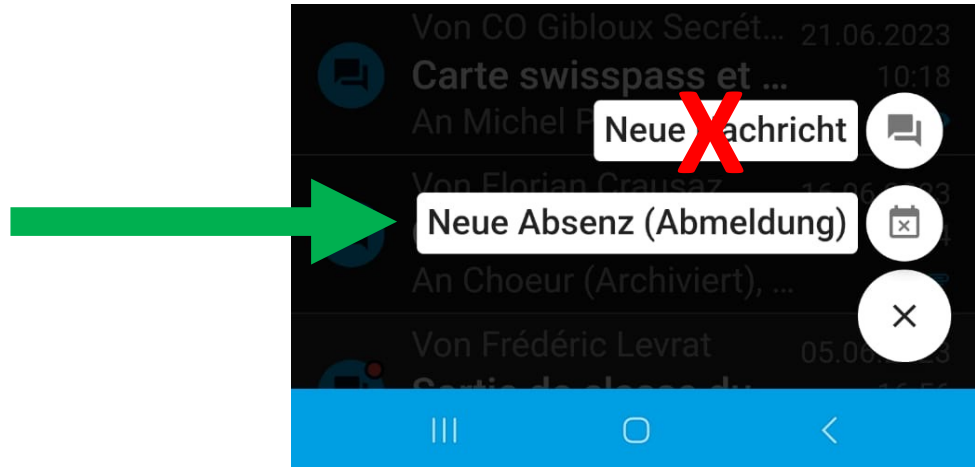 Von CO Gibloux Secrét... 21.06.2023
Carte swisspass et ... 10:18
An Michel
Neue Nachricht
Von Florian Crausaz
Neue Absenz (Abmeldung)
An Choeur (Archiviert), ...
Von Frédéric Levrat
Sortie de classe du